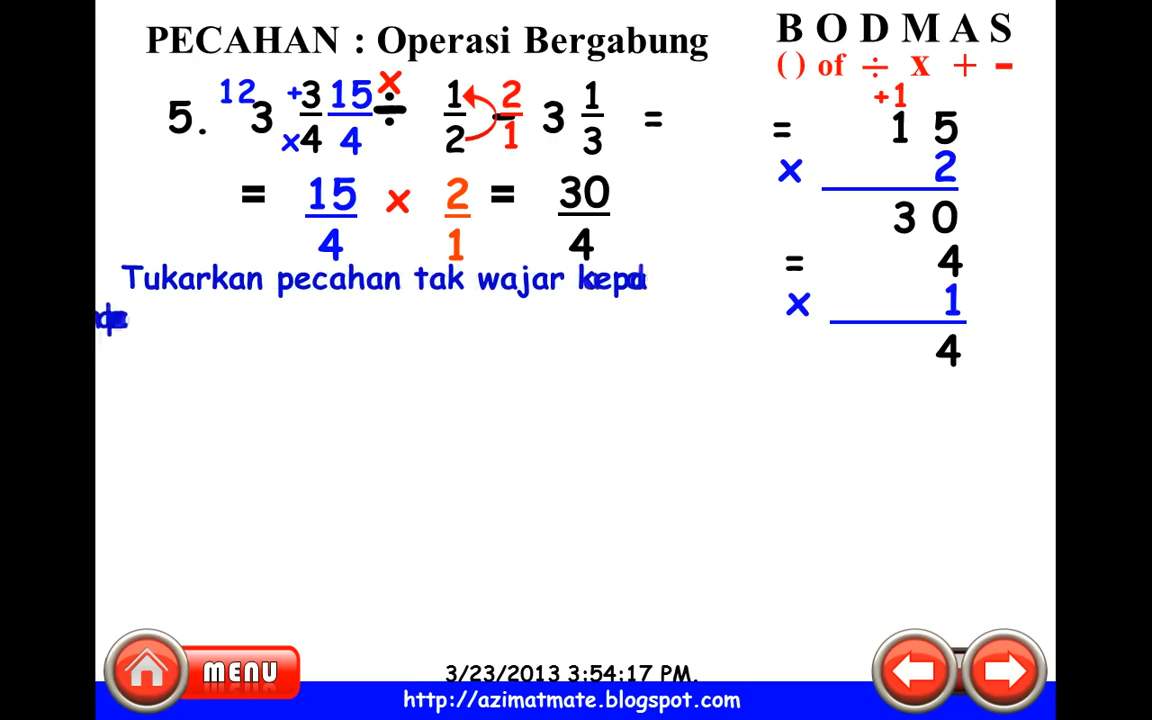 PECAHAN : Operasi Bergabung
B O D M A S
( ) of ÷ x + -
5. 12 3 + 3 15 x ÷ 1 2 - 3 1 =
x 4 4 2 1 3
= 15 x 2 = 30
4 1 4
Tukarkan pecahan tak wajar
+1
= 1 5
x 2
3 0
= 4
x 1
4
MENU
3/23/2013 3:54:17 PM.
http://azimatmate.blogspot.com